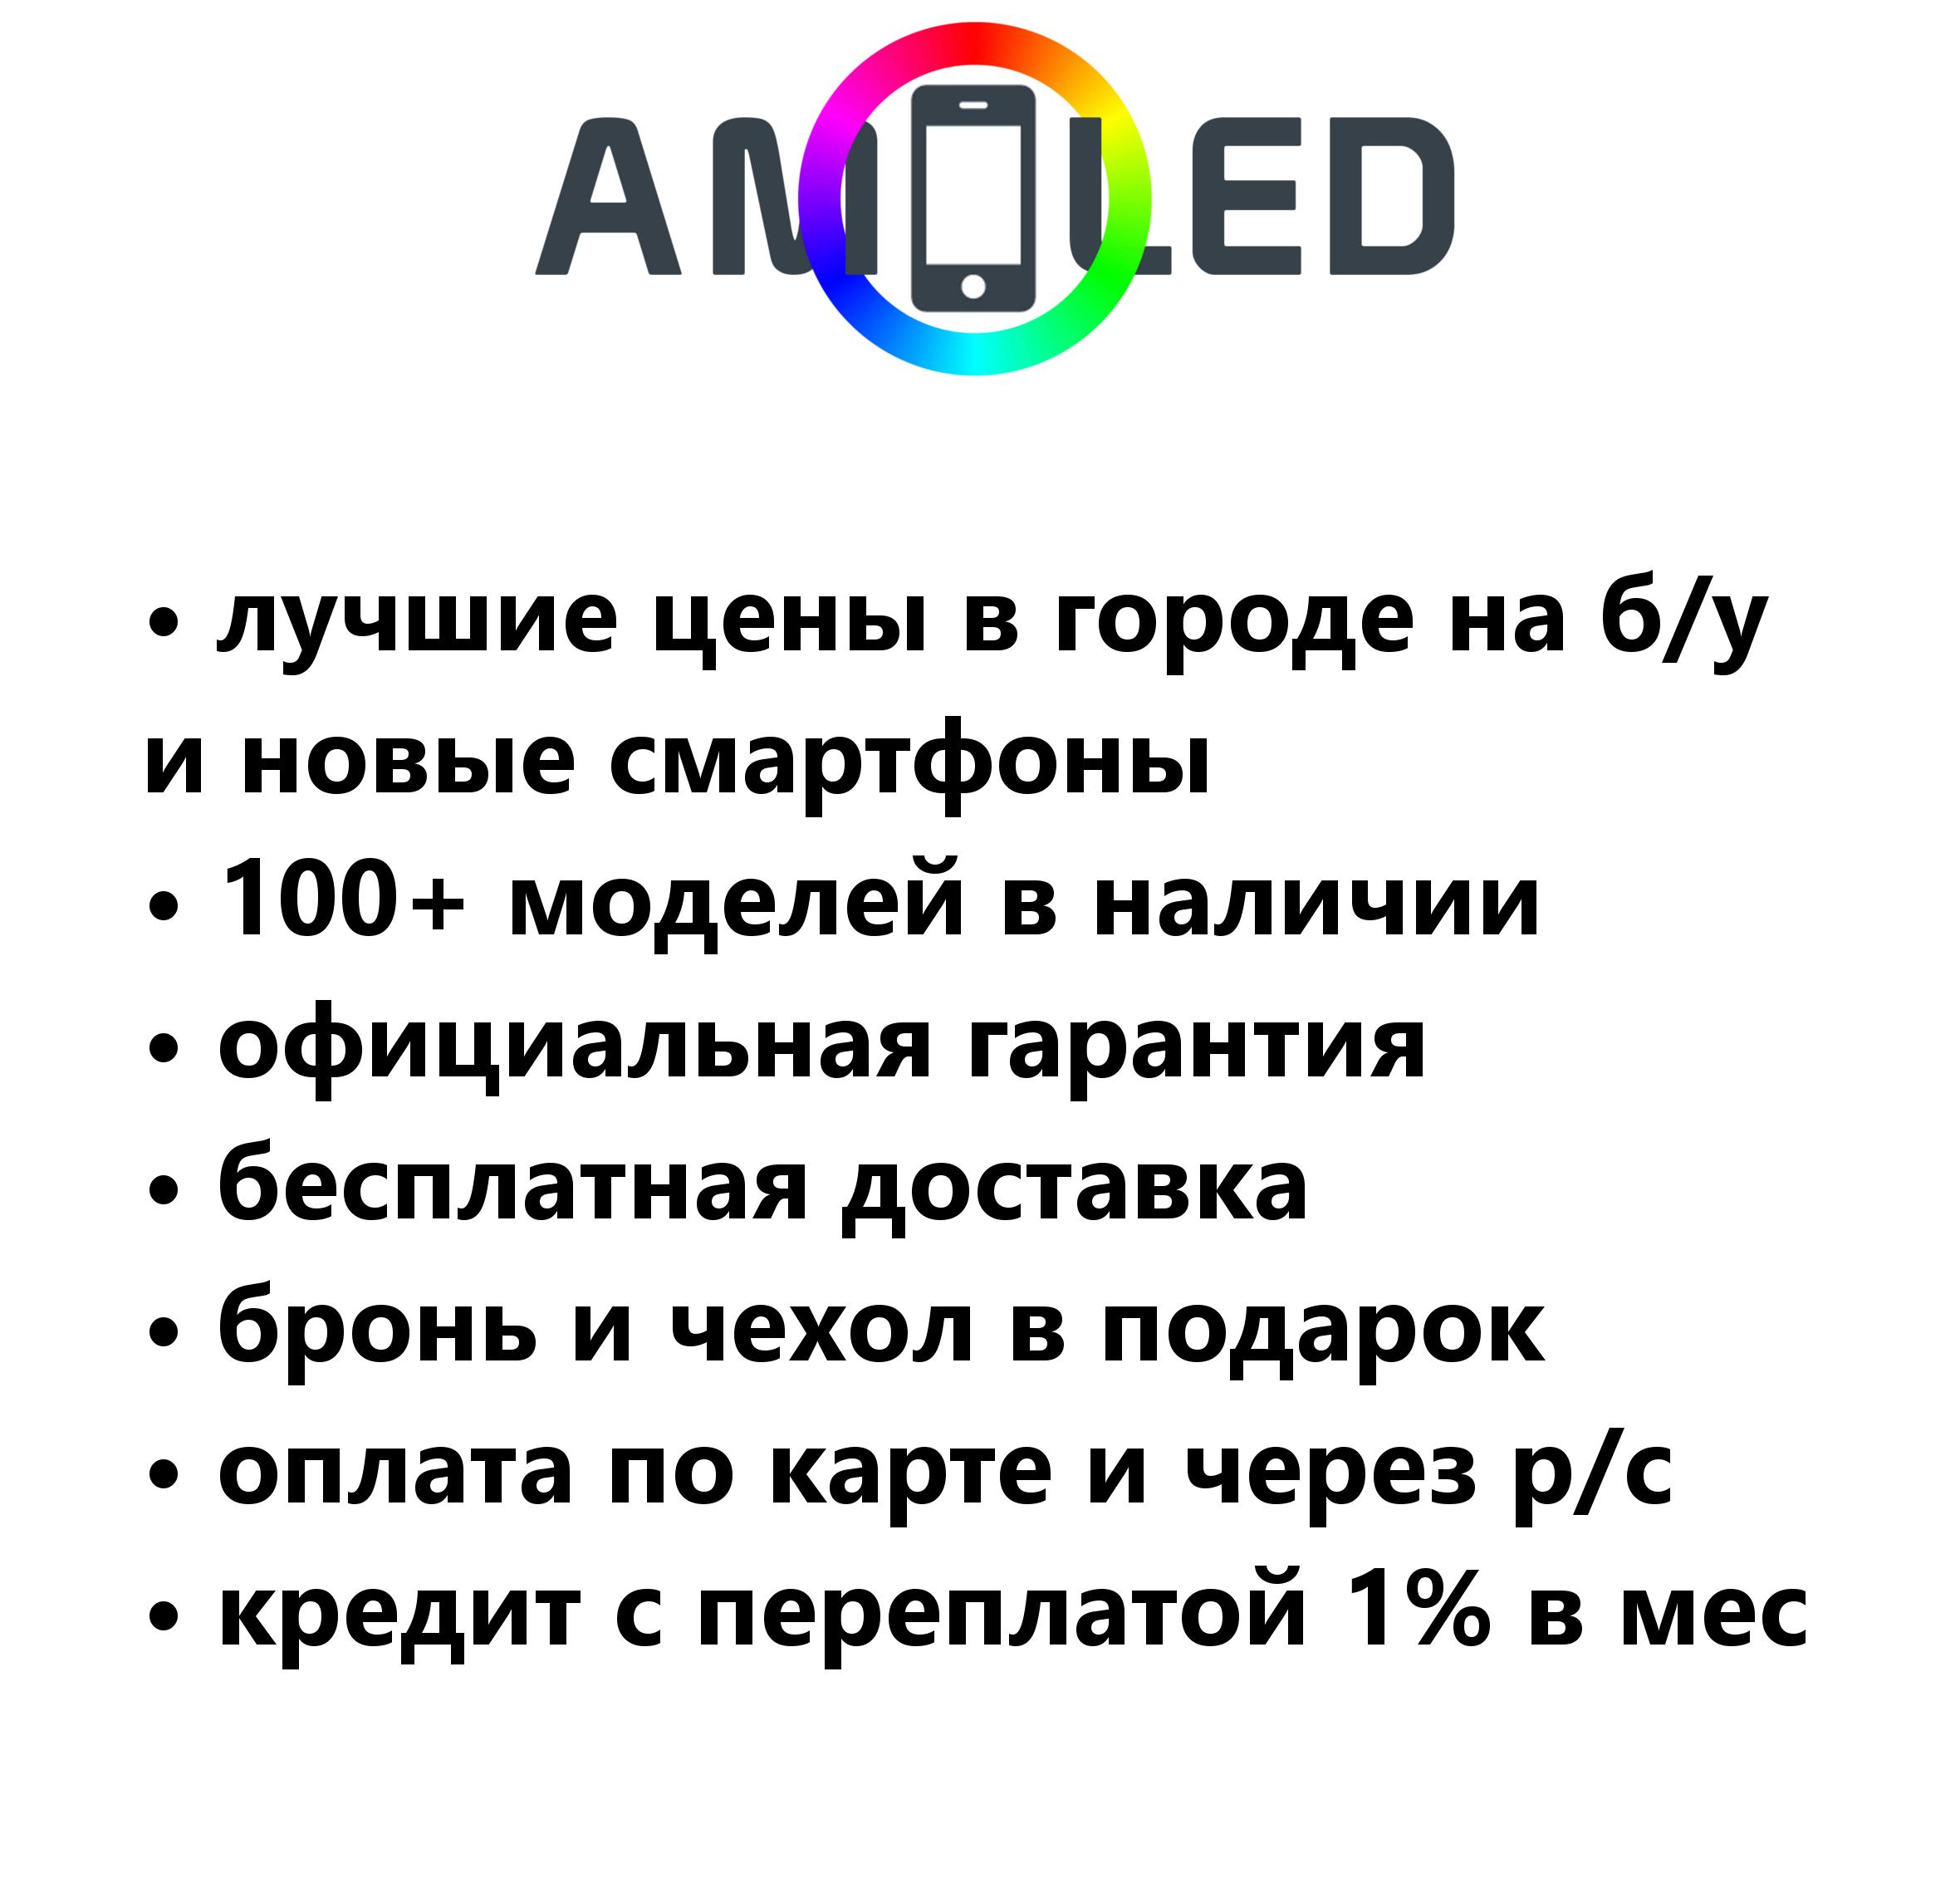 AMOLED
• лучшие цены в городе на б/у
и новые смартфоны
• 100+ моделей в наличии
• официальная гарантия
• бесплатная доставка
• бронь и чехол в подарок
• оплата по карте и через р/с
• кредит с переплатой 1% в мес